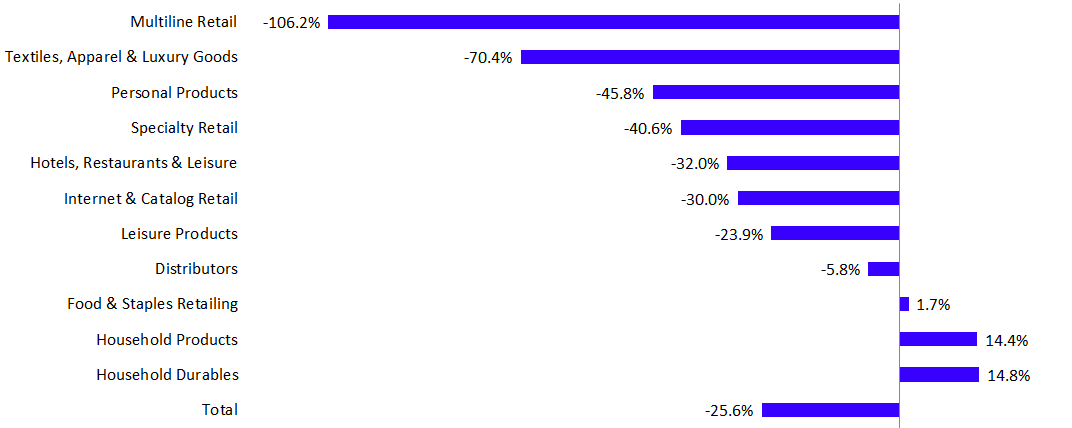 Multiline Retail -106.2%
Textiles, Apparel & Luxury Goods -70.4%
Personal Products -45.8%
Specialty Retail -40.6%
Hotels, Restaurants & Leisure -32.0%
Internet & Catalog Retail -30.0%
Leisure Products -23.9%
Distributors -5.8%
Food & Staples Retailing 1.7%
Household Products 14.4%
Household Durables 14.8%
Total -25.6%